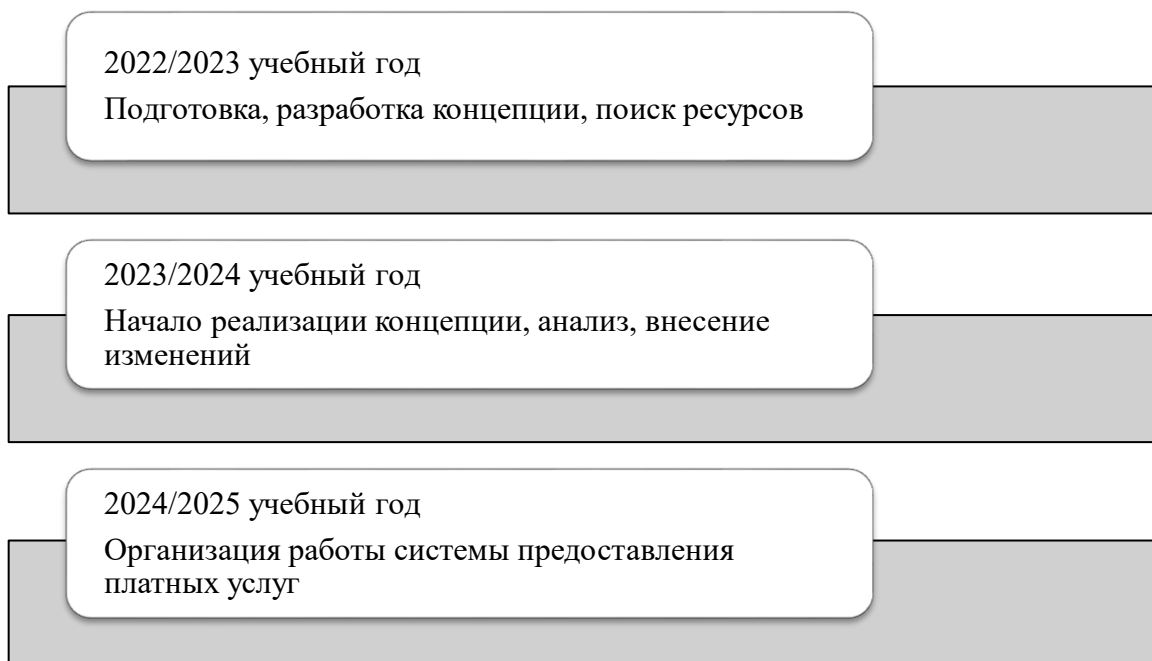 2022/2023 учебный год
Подготовка, разработка концепции, поиск ресурсов
2023/2024 учебный год
Начало реализации концепции, анализ, внесение
изменений
2024/2025 учебный год
Организация работы системы предоставления
платных услуг